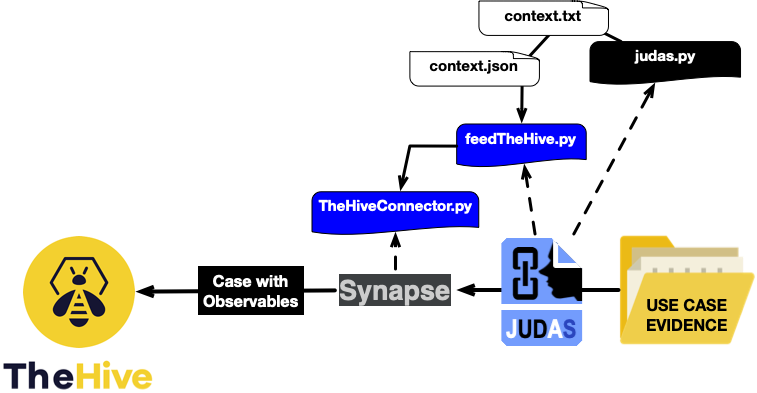 context.txt
judas.py
context.json
feedTheHive.py
TheHiveConnector.py
Case with
Observables
Synapse
JUDAS
USE CASE
EVIDENCE
TheHive